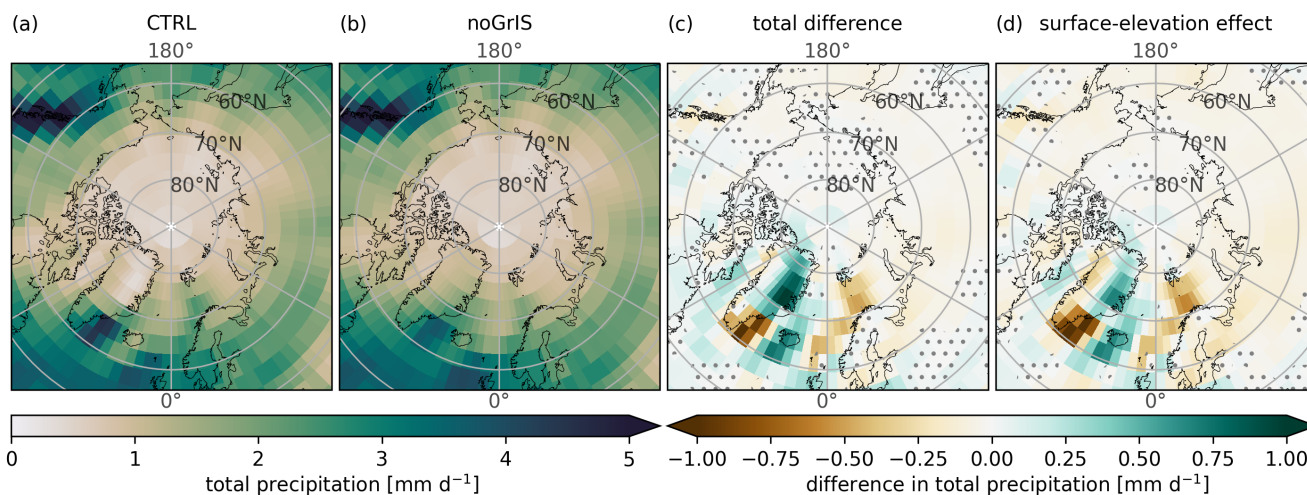 (a) CTRL (b) noGrIS (c) total difference (d) surface-elevation effect
180° 180° 180° 180°
60°N 60°N 60°N 60°N
70°N 70°N 70°N 70°N
80°N 80°N 80°N 80°N
0° 0° 0° 0°
0 1 2 3 4 5 −1.00 −0.75 −0.50 −0.25 0.00 0.25 0.50 0.75 1.00
total precipitation [mm d⁻¹] difference in total precipitation [mm d⁻¹]